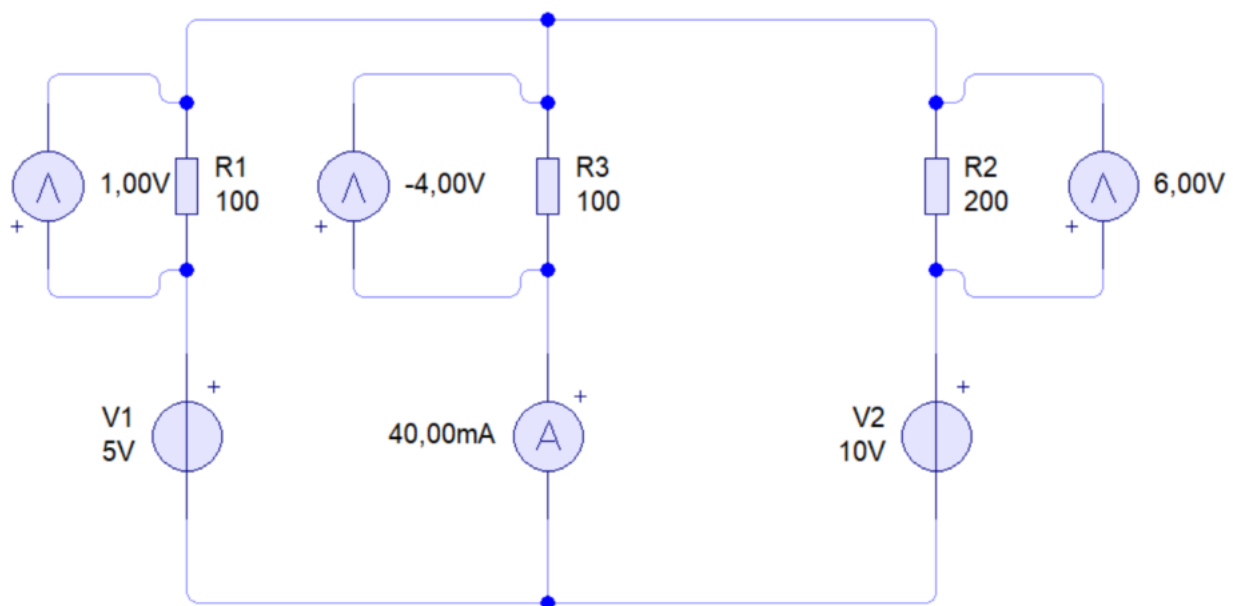 1,00V
R1
100
-4,00V
R3
100
R2
200
6,00V
+
+
+
+
+
+
V1
5V
40,00mA
A
V2
10V